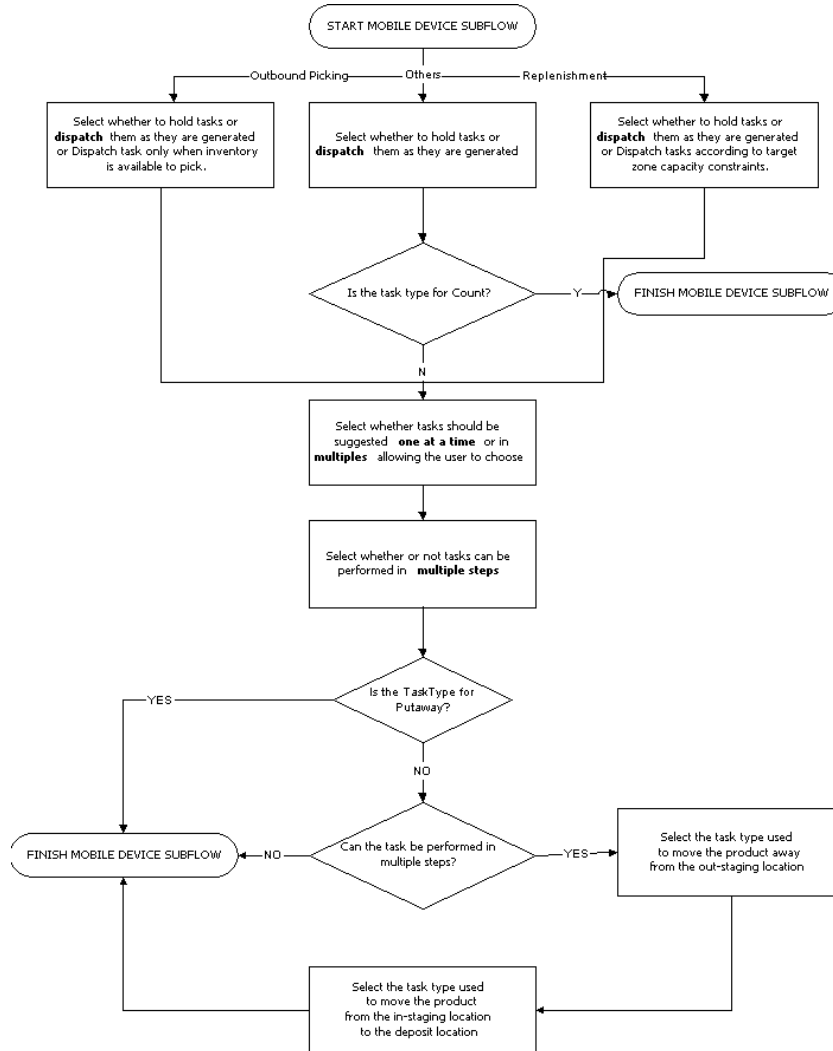 START MOBILE DEVICE SUBFLOW
Outbound Picking
Others
Replenishment
Select whether to hold tasks or
dispatch them as they are generated
or Dispatch task only when inventory
is available to pick.
Select whether to hold tasks or
dispatch them as they are generated
Select whether to hold tasks or
dispatch them as they are generated
or Dispatch tasks according to target
zone capacity constraints.
Is the task type for Count?
Y
FINISH MOBILE DEVICE SUBFLOW
N
Select whether tasks should be
suggested one at a time or in
multiples allowing the user to choose
Select whether or not tasks can be
performed in multiple steps
Is the TaskType for
Putaway?
YES
NO
FINISH MOBILE DEVICE SUBFLOW
NO
Can the task be performed in
multiple steps?
YES
Select the task type used
to move the product away
from the out-staging location
Select the task type used
to move the product
from the in-staging location
to the deposit location